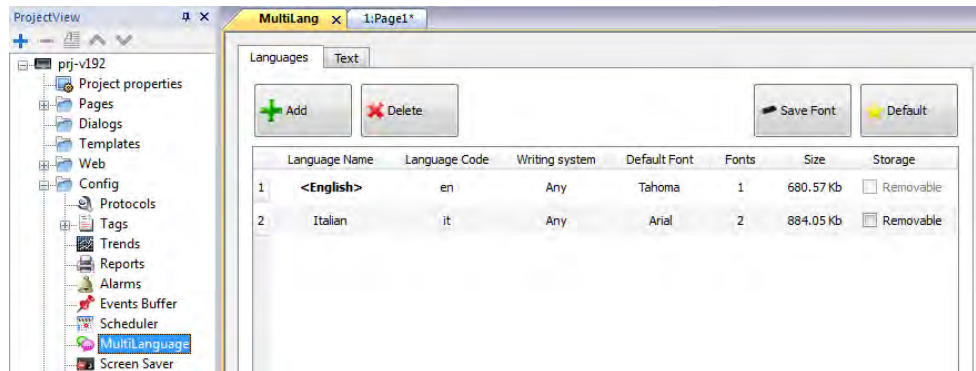 ProjectView
prj-v192
Project properties
Pages
Dialogs
Templates
Web
Config
Protocols
Tags
Trends
Reports
Alarms
Events Buffer
Scheduler
MultiLanguage
Screen Saver
MultiLang 1:Page1*
Languages Text
Add Delete Save Font Default
Language Name Language Code Writing system Default Font Fonts Size Storage
1 <English> en Any Tahoma 1 680.57 Kb Removable
2 Italian it Any Arial 2 884.05 Kb Removable